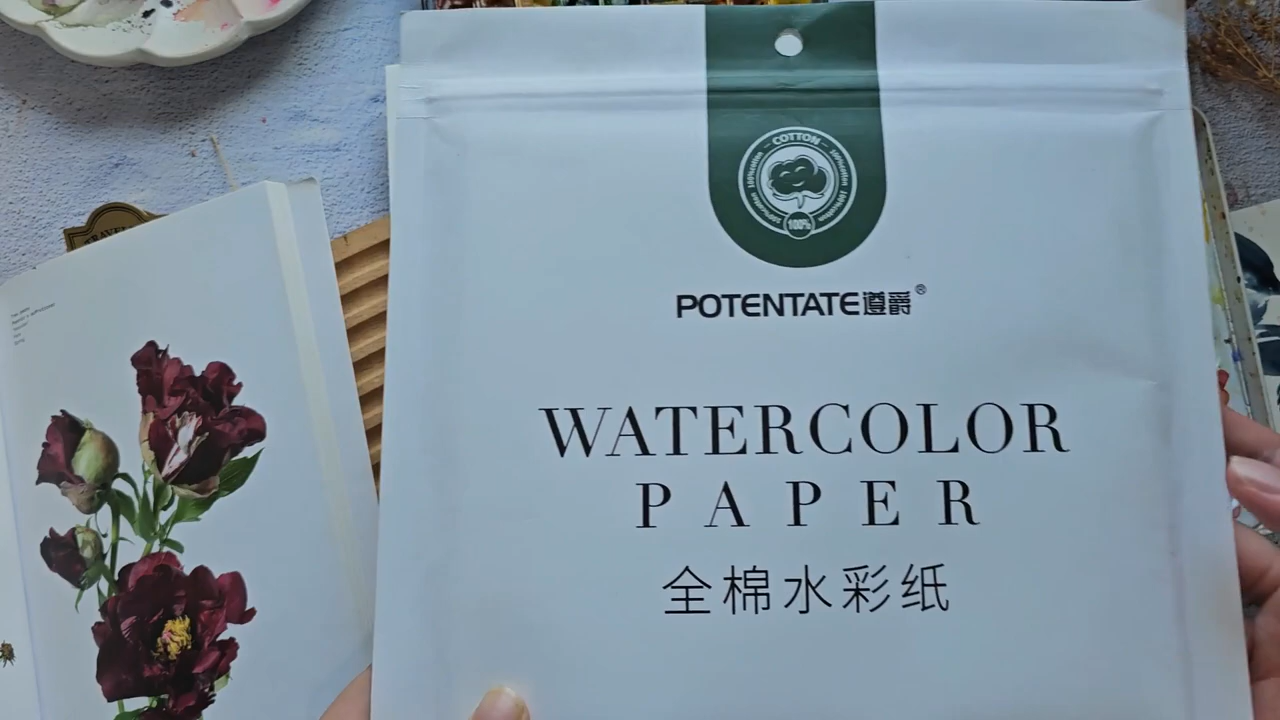 COTTON
100%
POTENTATE遵爵®
WATERCOLOR
PAPER
全棉水彩纸